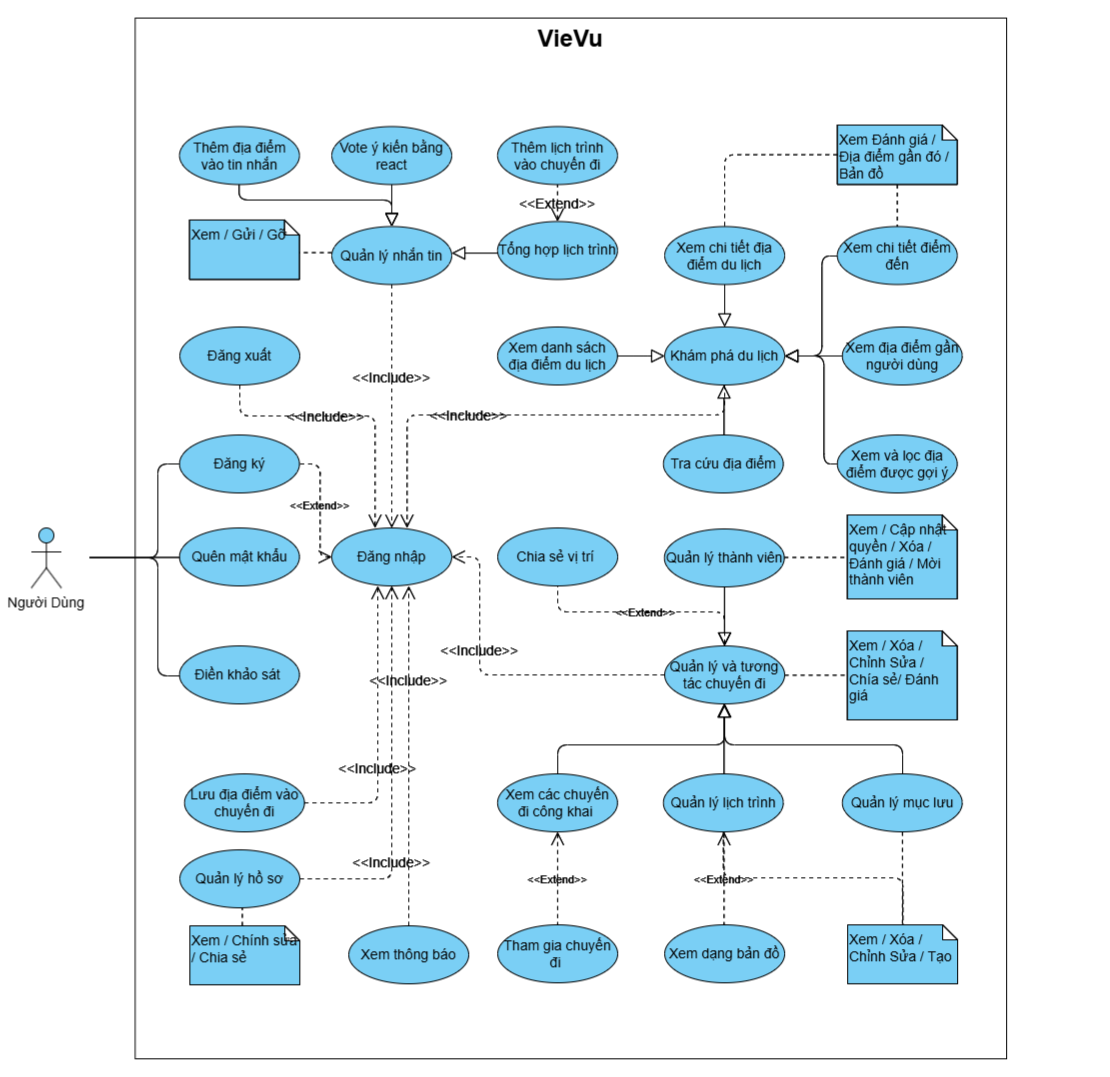 VieVu
Thêm địa điểm
vào tin nhắn
Vote ý kiến bằng
react
Thêm lịch trình
vào chuyến đi
Xem Đánh giá /
Địa điểm gần đó /
Bản đồ
<<Extend>>
Xem / Gửi / Gỡ
Quản lý nhắn tin
Tổng hợp lịch trình
Xem chi tiết địa
điểm du lịch
Xem chi tiết điểm
đến
Đăng xuất
Xem danh sách
địa điểm du lịch
Khám phá du lịch
Xem địa điểm gần
người dùng
<<Include>>
<<Include>>
<<Include>>
Đăng ký
Tra cứu địa điểm
Xem và lọc địa
điểm được gợi ý
<<Extend>>
Người Dùng
Quên mật khẩu
Đăng nhập
Chia sẻ vị trí
Quản lý thành viên
Xem / Cập nhật
quyền / Xóa /
Đánh giá / Mời
thành viên
<<Extend>>
<<Include>>
Điền khảo sát
<<Include>>
Quản lý và tương
tác chuyến đi
Xem / Xóa /
Chỉnh Sửa /
Chía sẻ/ Đánh
giá
<<Include>>
Lưu địa điểm vào
chuyến đi
Xem các chuyến
đi công khai
Quản lý lịch trình
Quản lý mục lưu
<<Include>>
Quản lý hồ sơ
<<Extend>>
<<Extend>>
Xem / Chính sửa
/ Chia sẻ
Xem thông báo
Tham gia chuyến
đi
Xem dạng bản đồ
Xem / Xóa /
Chỉnh Sửa / Tạo